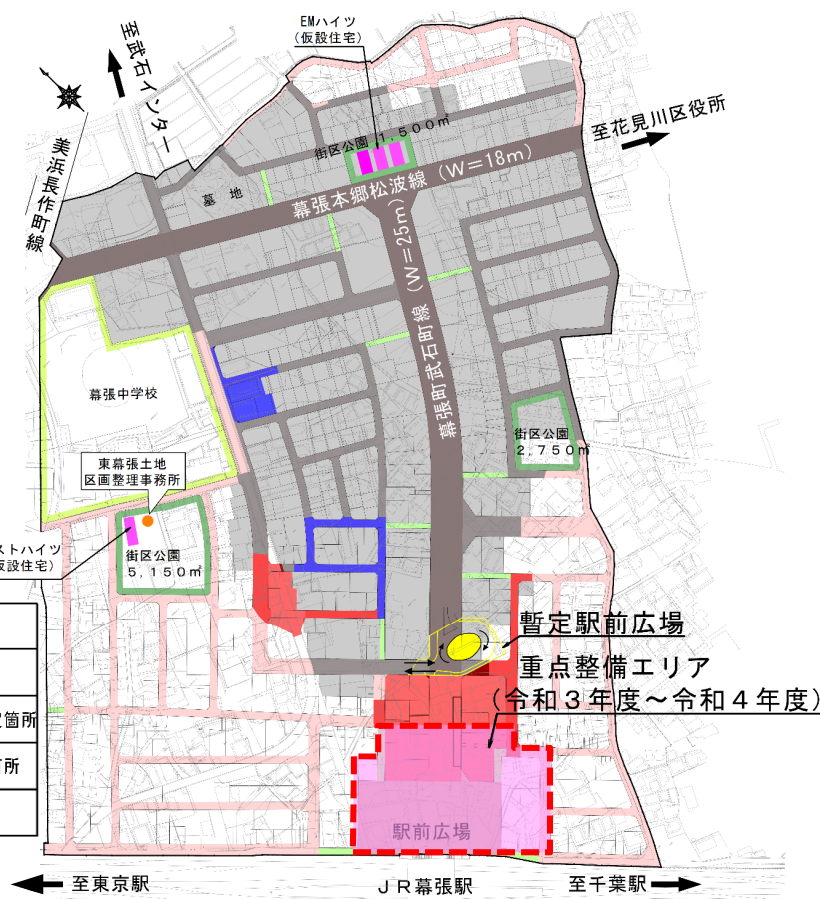 EMハイツ
(仮設住宅)
至武石インター
至花見川区役所
美浜長作町線
街区公園 1,500㎡
墓地
幕張本郷松波線 (W=18m)
幕張町武石町線 (W=25m)
幕張中学校
街区公園
2,750㎡
東幕張土地
区画整理事務所
ストハイツ
仮設住宅)
街区公園
5,150㎡
暫定駅前広場
重点整備エリア
(令和3年度~令和4年度)
箇所
所
駅前広場
至東京駅
JR幕張駅
至千葉駅